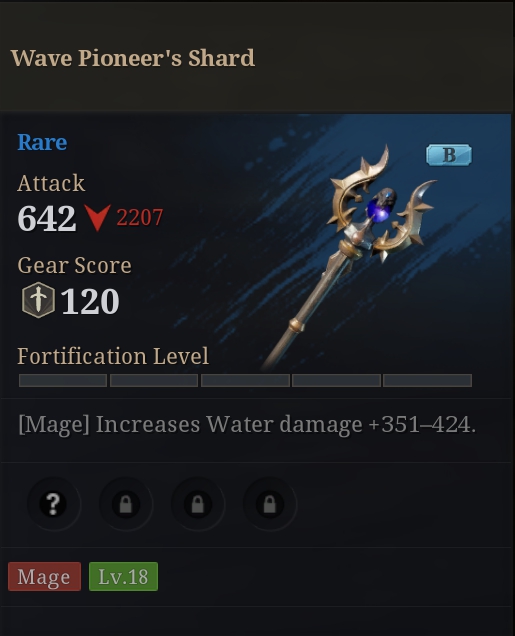 Wave Pioneer's Shard
Rare
B
Attack
642 2207
Gear Score
120
Fortification Level
[Mage] Increases Water damage +351–424.
?
Mage Lv.18